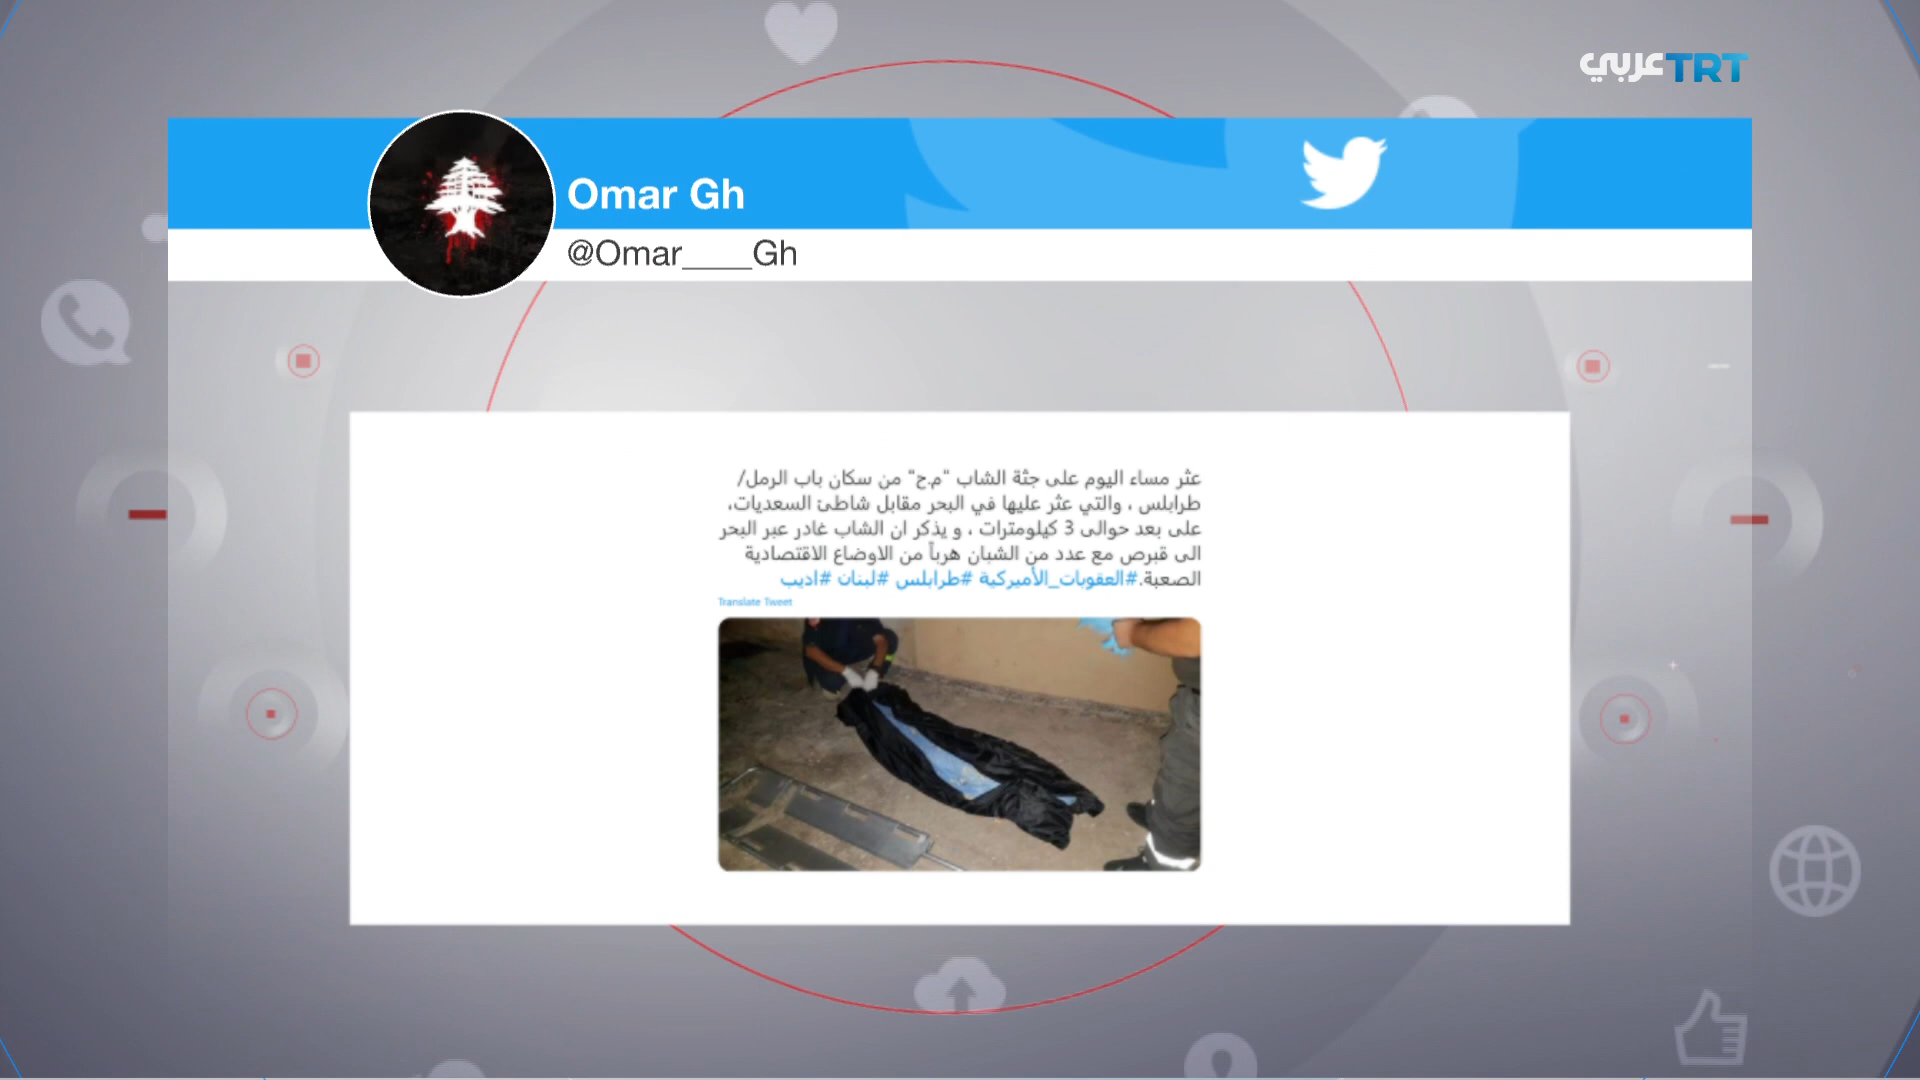 TRT عربي
Omar Gh
@Omar____Gh
عثر مساء اليوم على جثة الشاب "م.ح" من سكان باب الرمل/
طرابلس ، والتي عثر عليها في البحر مقابل شاطئ السعديات،
على بعد حوالى 3 كيلومترات ، و يذكر ان الشاب غادر عبر البحر
الى قبرص مع عدد من الشبان هرباً من الاوضاع الاقتصادية
الصعبة.#العقوبات_الأميركية #طرابلس #لبنان #اديب
Translate Tweet